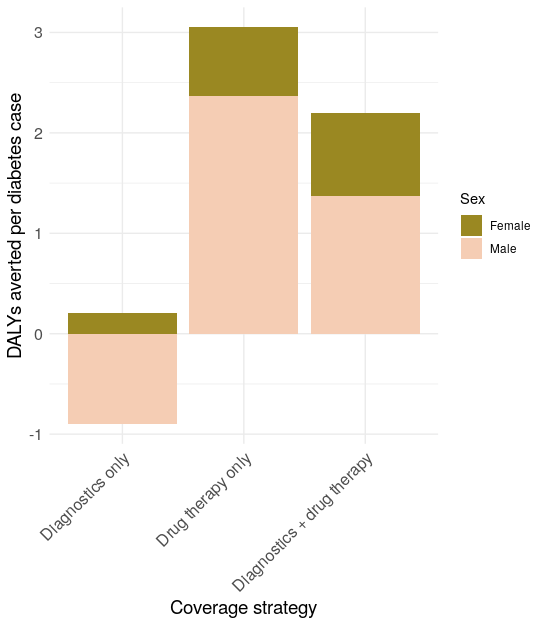 DALYs averted per diabetes case
3
2
1
0
-1
Diagnostics only
Drug therapy only
Diagnostics + drug therapy
Coverage strategy
Sex
Female
Male